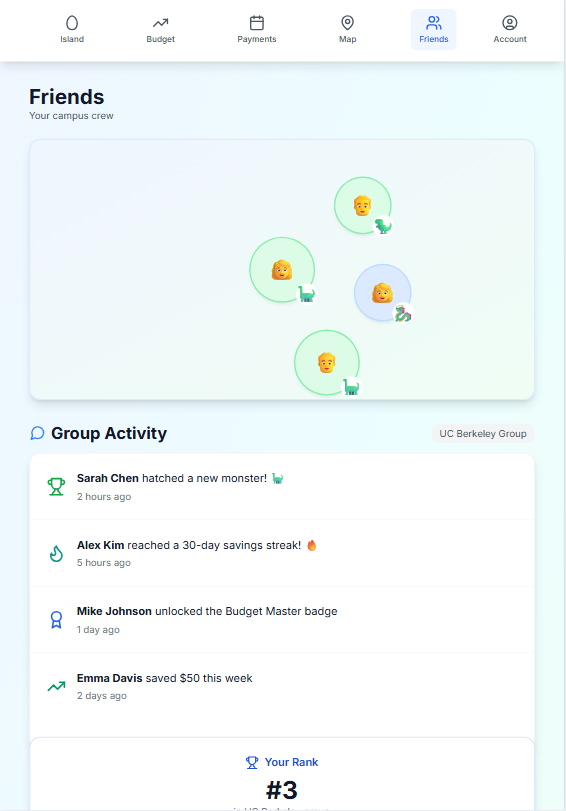 Island
Budget
Payments
Map
Friends
Account
Friends
Your campus crew
Group Activity
UC Berkeley Group
Sarah Chen hatched a new monster! 🦕
2 hours ago
Alex Kim reached a 30-day savings streak! 🔥
5 hours ago
Mike Johnson unlocked the Budget Master badge
1 day ago
Emma Davis saved $50 this week
2 days ago
Your Rank
#3